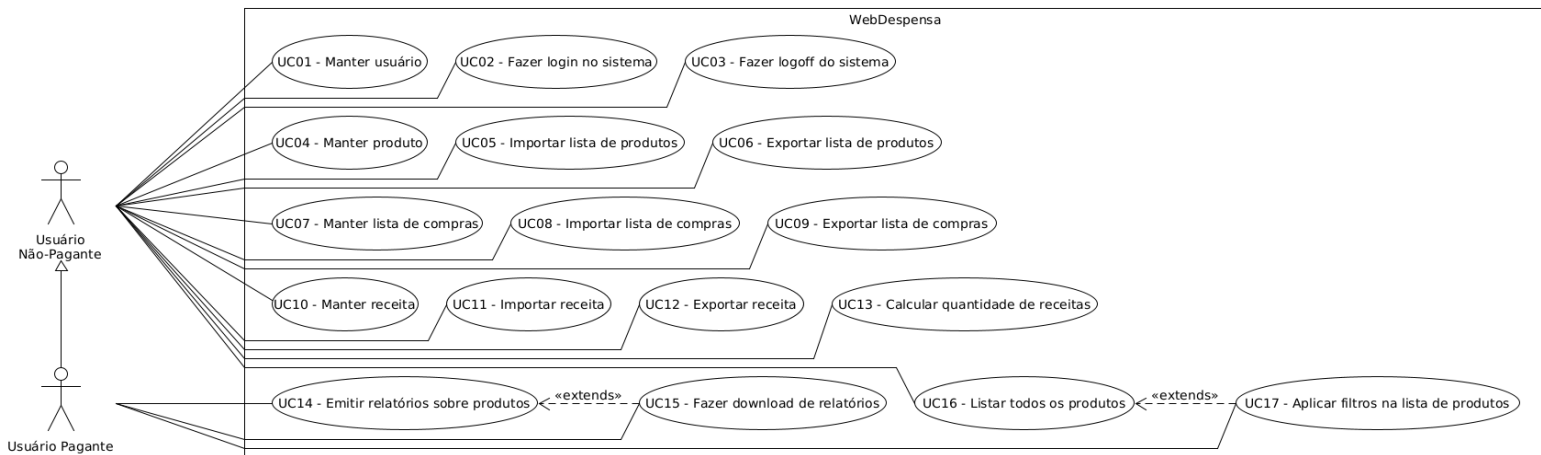 WebDespensa
UC01 - Manter usuário
UC02 - Fazer login no sistema
UC03 - Fazer logoff do sistema
UC04 - Manter produto
UC05 - Importar lista de produtos
UC06 - Exportar lista de produtos
Usuário
Não-Pagante
UC07 - Manter lista de compras
UC08 - Importar lista de compras
UC09 - Exportar lista de compras
UC10 - Manter receita
UC11 - Importar receita
UC12 - Exportar receita
UC13 - Calcular quantidade de receitas
UC14 - Emitir relatórios sobre produtos
«extends»
UC15 - Fazer download de relatórios
UC16 - Listar todos os produtos
«extends»
UC17 - Aplicar filtros na lista de produtos
Usuário Pagante